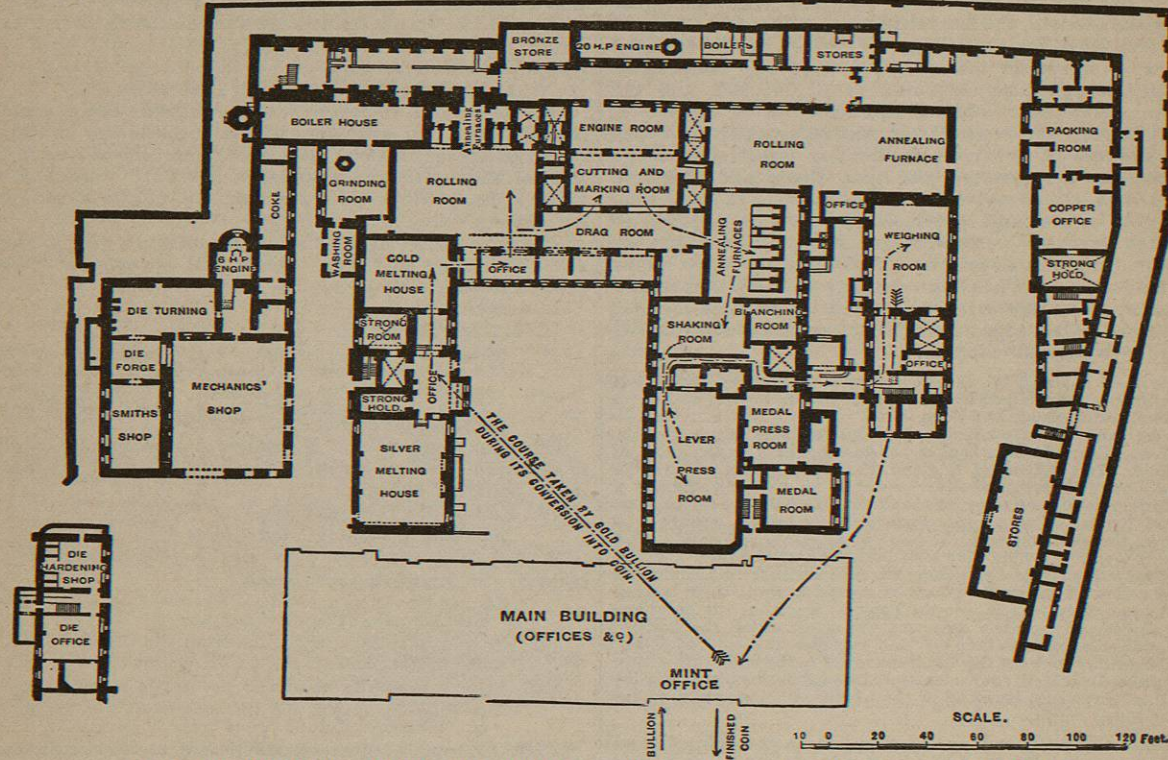 BRONZE
STORE
20 H.P. ENGINE
BOILERS
STORES
BOILER HOUSE
Annealing
Furnaces
ENGINE ROOM
ROLLING
ROOM
ANNEALING
FURNACE
PACKING
ROOM
COKE
GRINDING
ROOM
ROLLING
ROOM
CUTTING AND
MARKING ROOM
OFFICE
COPPER
OFFICE
WASHING
ROOM
DRAG ROOM
ANNEALING
FURNACES
WEIGHING
ROOM
6 H.P
ENGINE
GOLD
MELTING
HOUSE
OFFICE
STRONG
HOLD
DIE TURNING
STRONG
ROOM
SHAKING
ROOM
BLANCHING
ROOM
DIE
FORGE
MECHANICS'
SHOP
OFFICE
OFFICE
SMITHS'
SHOP
STRONG
HOLD.
SILVER
MELTING
HOUSE
THE COURSE TAKEN BY GOLD BULLION
DURING ITS CONVERSION INTO COIN.
LEVER
PRESS
ROOM
MEDAL
PRESS
ROOM
MEDAL
ROOM
STORES
DIE
HARDENING
SHOP
DIE
OFFICE
MAIN BUILDING
(OFFICES &c)
MINT
OFFICE
BULLION
FINISHED
COIN
SCALE.
10 0 20 40 60 80 100 120 Feet.